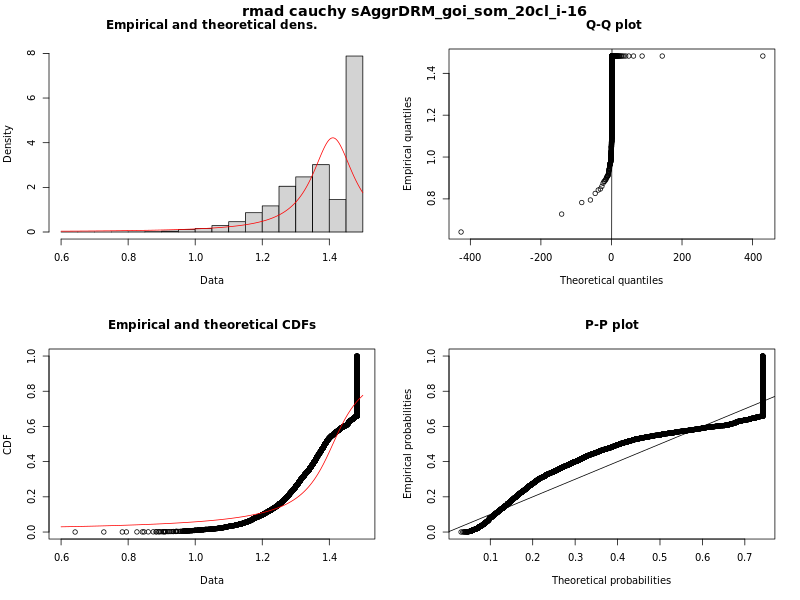 rmad cauchy sAggrDRM_goi_som_20cl_i-16
Empirical and theoretical dens.
Density
0 2 4 6 8
0.6 0.8 1.0 1.2 1.4
Data
Q-Q plot
Empirical quantiles
0.8 1.0 1.2 1.4
-400 -200 0 200 400
Theoretical quantiles
Empirical and theoretical CDFs
CDF
0.0 0.2 0.4 0.6 0.8 1.0
0.6 0.8 1.0 1.2 1.4
Data
P-P plot
Empirical probabilities
0.0 0.2 0.4 0.6 0.8 1.0
0.1 0.2 0.3 0.4 0.5 0.6 0.7
Theoretical probabilities